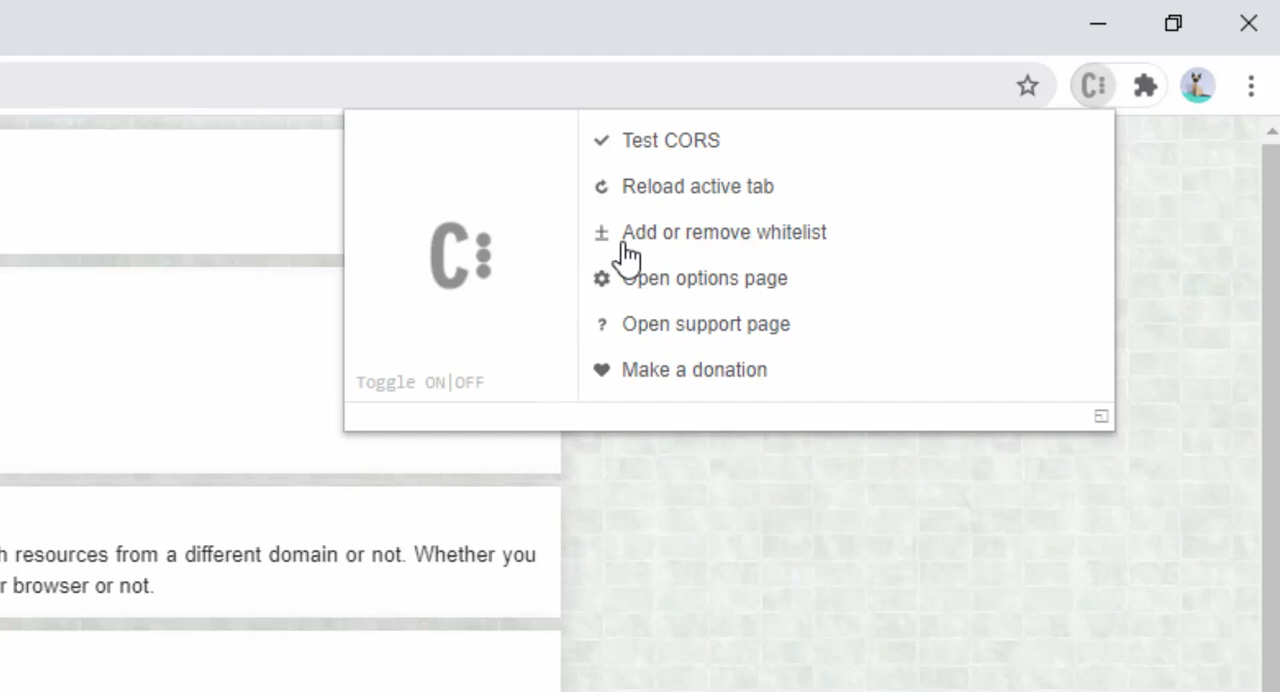 Test CORS
Reload active tab
Add or remove whitelist
Open options page
Open support page
Make a donation
C
Toggle ON|OFF
resources from a different domain or not. Whether you
r browser or not.